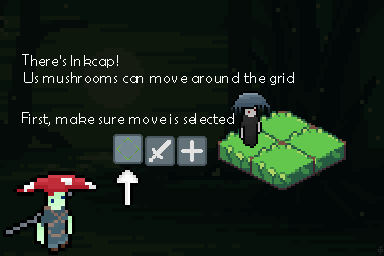 There's Inkcap!
Us mushrooms can move around the grid
First, make sure move is selected